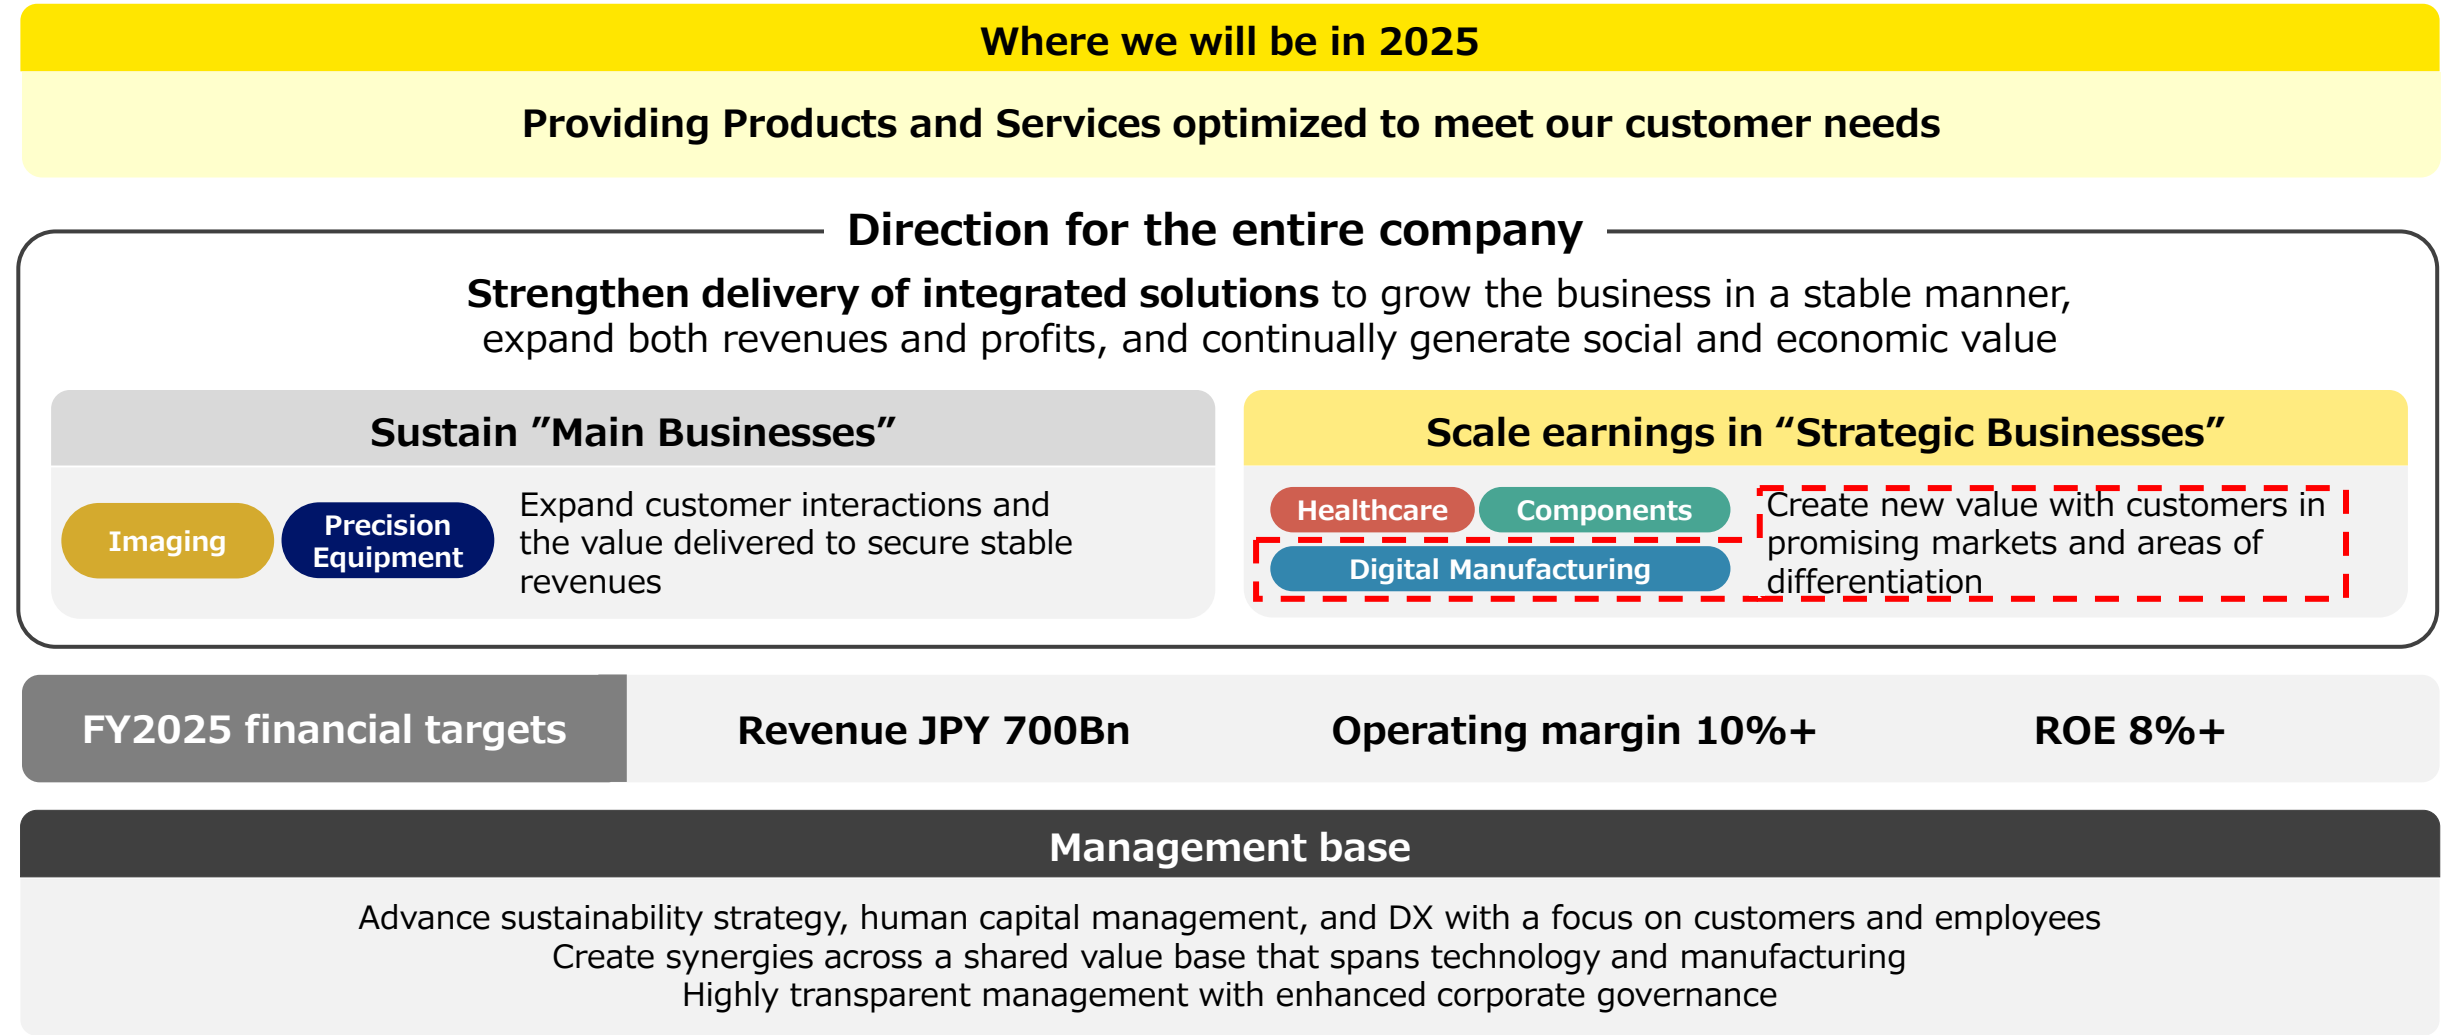 Where we will be in 2025
Providing Products and Services optimized to meet our customer needs
Direction for the entire company
Strengthen delivery of integrated solutions to grow the business in a stable manner,
expand both revenues and profits, and continually generate social and economic value
Sustain ”Main Businesses”
Imaging
Precision
Equipment
Expand customer interactions and
the value delivered to secure stable
revenues
Scale earnings in “Strategic Businesses”
Healthcare
Components
Digital Manufacturing
Create new value with customers in
promising markets and areas of
differentiation
FY2025 financial targets
Revenue JPY 700Bn
Operating margin 10%+
ROE 8%+
Management base
Advance sustainability strategy, human capital management, and DX with a focus on customers and employees
Create synergies across a shared value base that spans technology and manufacturing
Highly transparent management with enhanced corporate governance